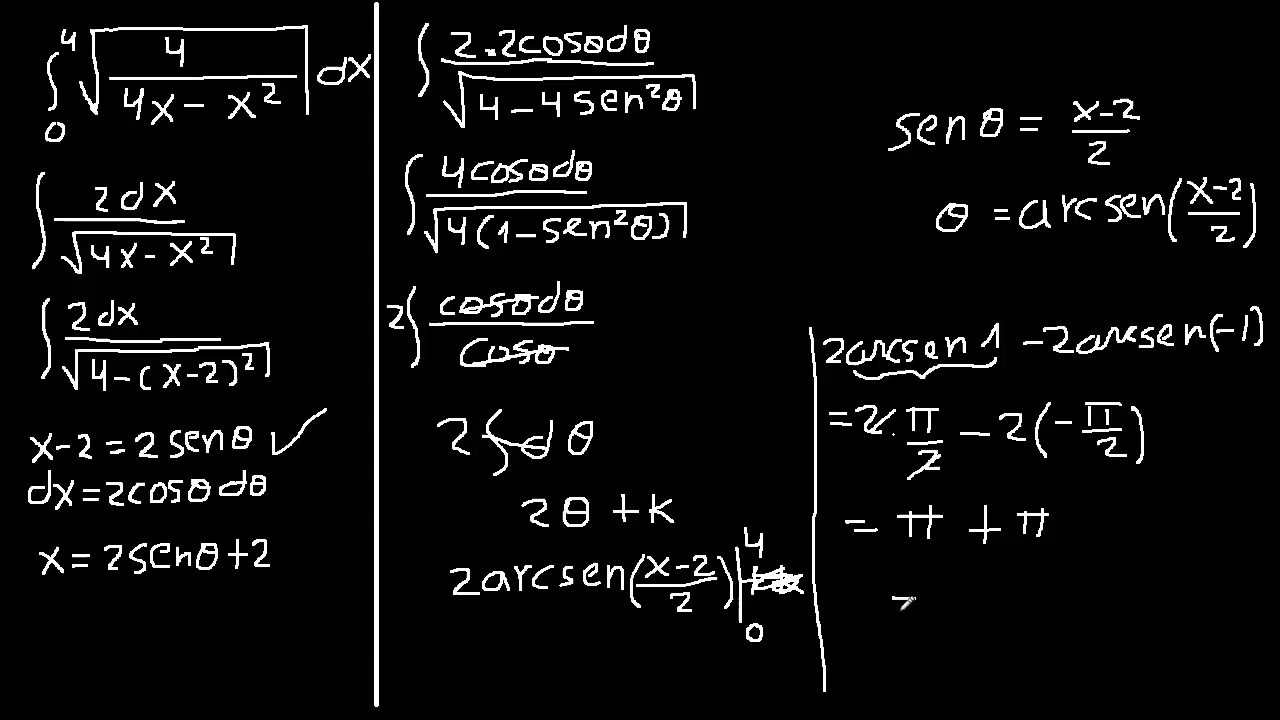 ∫₀⁴ √(4/(4x - x²)) dx
∫ 2dx/√(4x - x²)
∫ 2dx/√(4-(x-2)²)
x-2 = 2senθ ✓
dx = 2cosθdθ
x = 2senθ+2
∫ 2·2cosθdθ/√(4-4sen²θ)
∫ 4cosθdθ/√(4(1-sen²θ))
2∫ cosθdθ/cosθ
2∫dθ
2θ+k
2arcsen((x-2)/2)|₀⁴
senθ = (x-2)/2
θ = arcsen((x-2)/2)
2arcsen1 - 2arcsen(-1)
= 2·π/2 - 2(-π/2)
= π + π